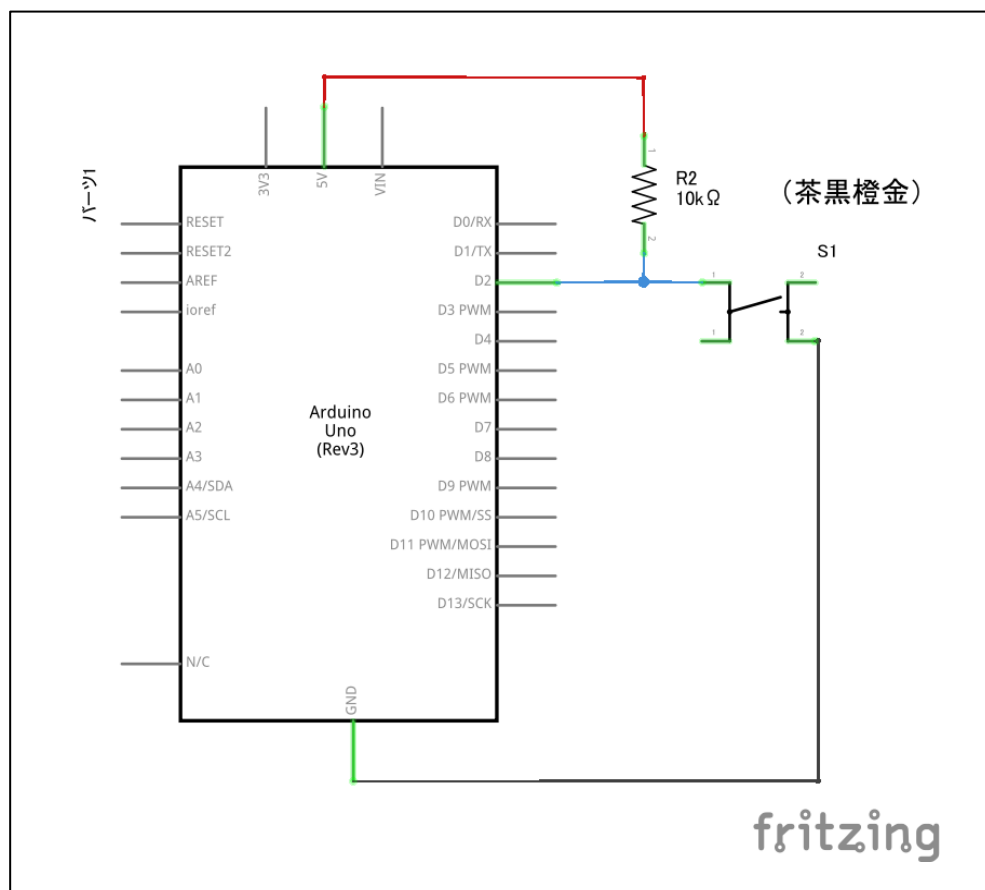 パーツ1
3V3
5V
VIN
RESET
RESET2
AREF
ioref
A0
A1
A2
A3
A4/SDA
A5/SCL
N/C
Arduino
Uno
(Rev3)
D0/RX
D1/TX
D2
D3 PWM
D4
D5 PWM
D6 PWM
D7
D8
D9 PWM
D10 PWM/SS
D11 PWM/MOSI
D12/MISO
D13/SCK
GND
1
R2
10kΩ
2
(茶黒橙金)
S1
1
2
1
2
fritzing